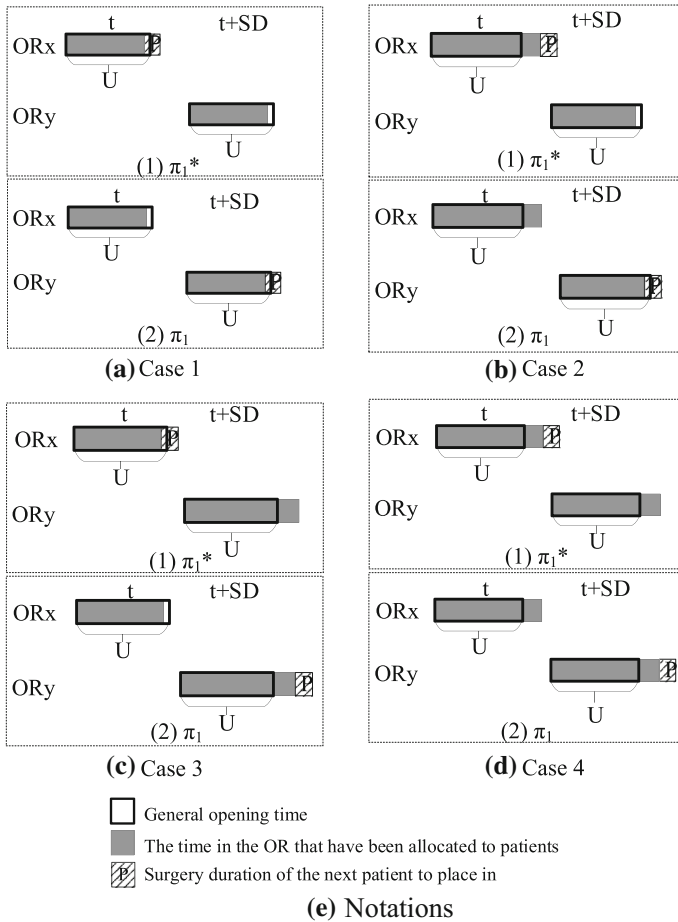 t t+SD
ORx P
U
ORy
U
(1) π₁*
t t+SD
ORx
U
ORy P
U
(2) π₁
(a) Case 1
t t+SD
ORx P
U
ORy
U
(1) π₁*
t t+SD
ORx
U
ORy P
U
(2) π₁
(b) Case 2
t t+SD
ORx P
U
ORy
U
(1) π₁*
t t+SD
ORx
U
ORy P
U
(2) π₁
(c) Case 3
t t+SD
ORx P
U
ORy
U
(1) π₁*
t t+SD
ORx
U
ORy P
U
(2) π₁
(d) Case 4
General opening time
The time in the OR that have been allocated to patients
P Surgery duration of the next patient to place in
(e) Notations